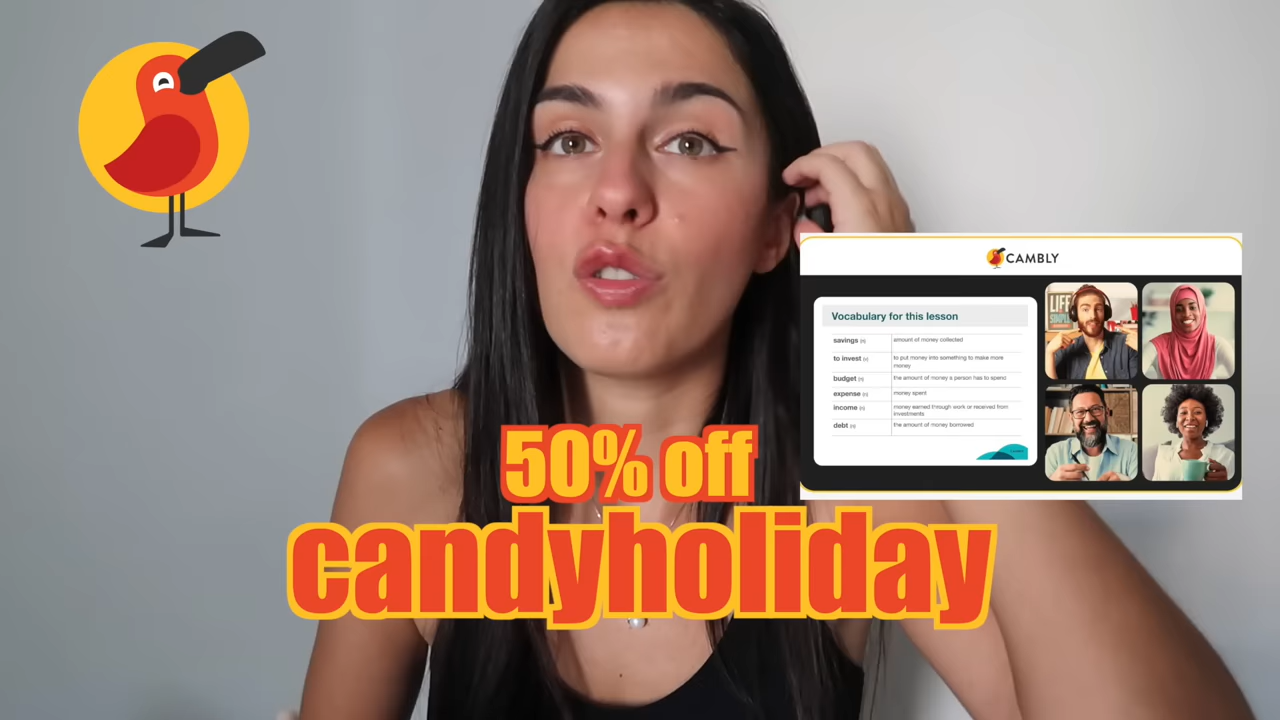 CAMBLY
Vocabulary for this lesson
savings (n) amount of money collected
to invest (v) to put money into something to make more
money
budget (n) the amount of money a person has to spend
expense (n) money spent
income (n) money earned through work or received from
investments
debt (n) the amount of money borrowed
LIFE
SIMPLE
50% off
candyholiday